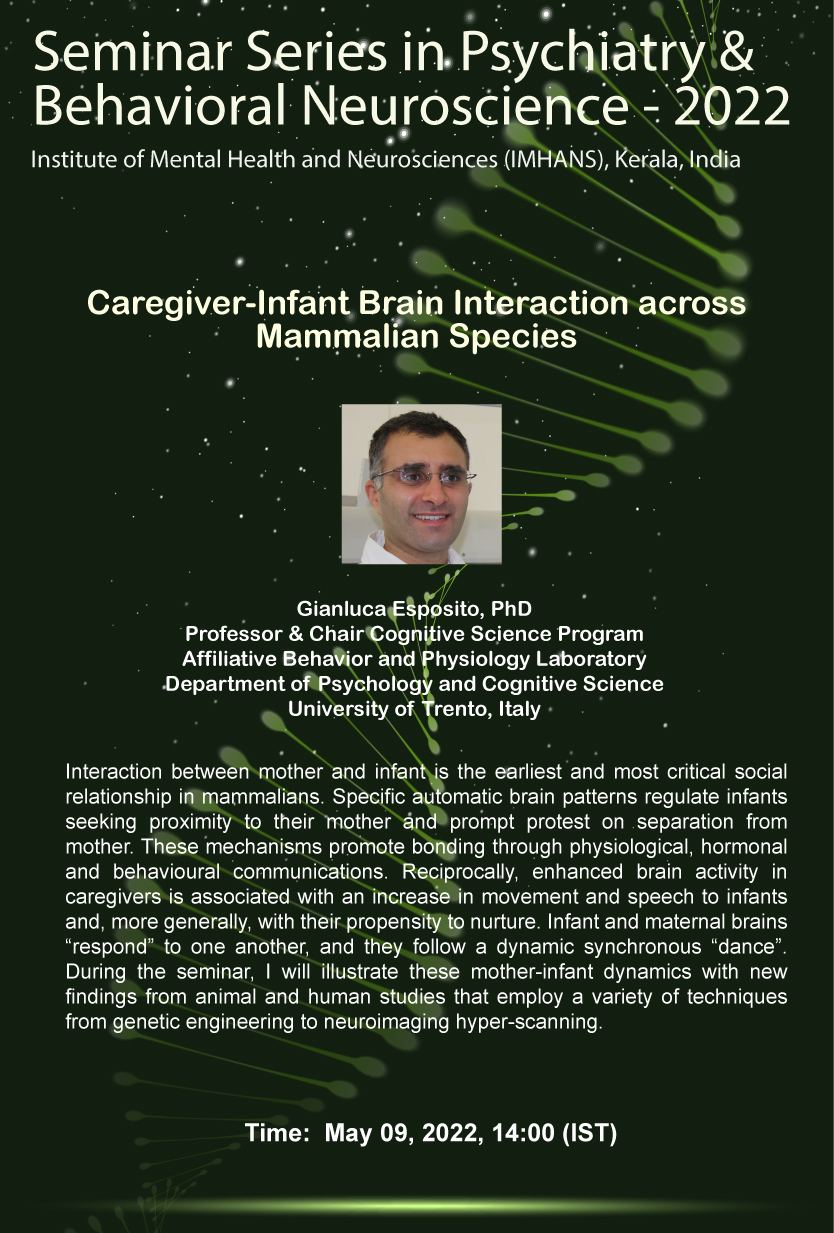 Seminar Series in Psychiatry &
Behavioral Neuroscience - 2022
Institute of Mental Health and Neurosciences (IMHANS), Kerala, India
Caregiver-Infant Brain Interaction across
Mammalian Species
Gianluca Esposito, PhD
Professor & Chair Cognitive Science Program
Affiliative Behavior and Physiology Laboratory
Department of Psychology and Cognitive Science
University of Trento, Italy
Interaction between mother and infant is the earliest and most critical social
relationship in mammalians. Specific automatic brain patterns regulate infants
seeking proximity to their mother and prompt protest on separation from
mother. These mechanisms promote bonding through physiological, hormonal
and behavioural communications. Reciprocally, enhanced brain activity in
caregivers is associated with an increase in movement and speech to infants
and, more generally, with their propensity to nurture. Infant and maternal brains
“respond” to one another, and they follow a dynamic synchronous “dance”.
During the seminar, I will illustrate these mother-infant dynamics with new
findings from animal and human studies that employ a variety of techniques
from genetic engineering to neuroimaging hyper-scanning.
Time: May 09, 2022, 14:00 (IST)